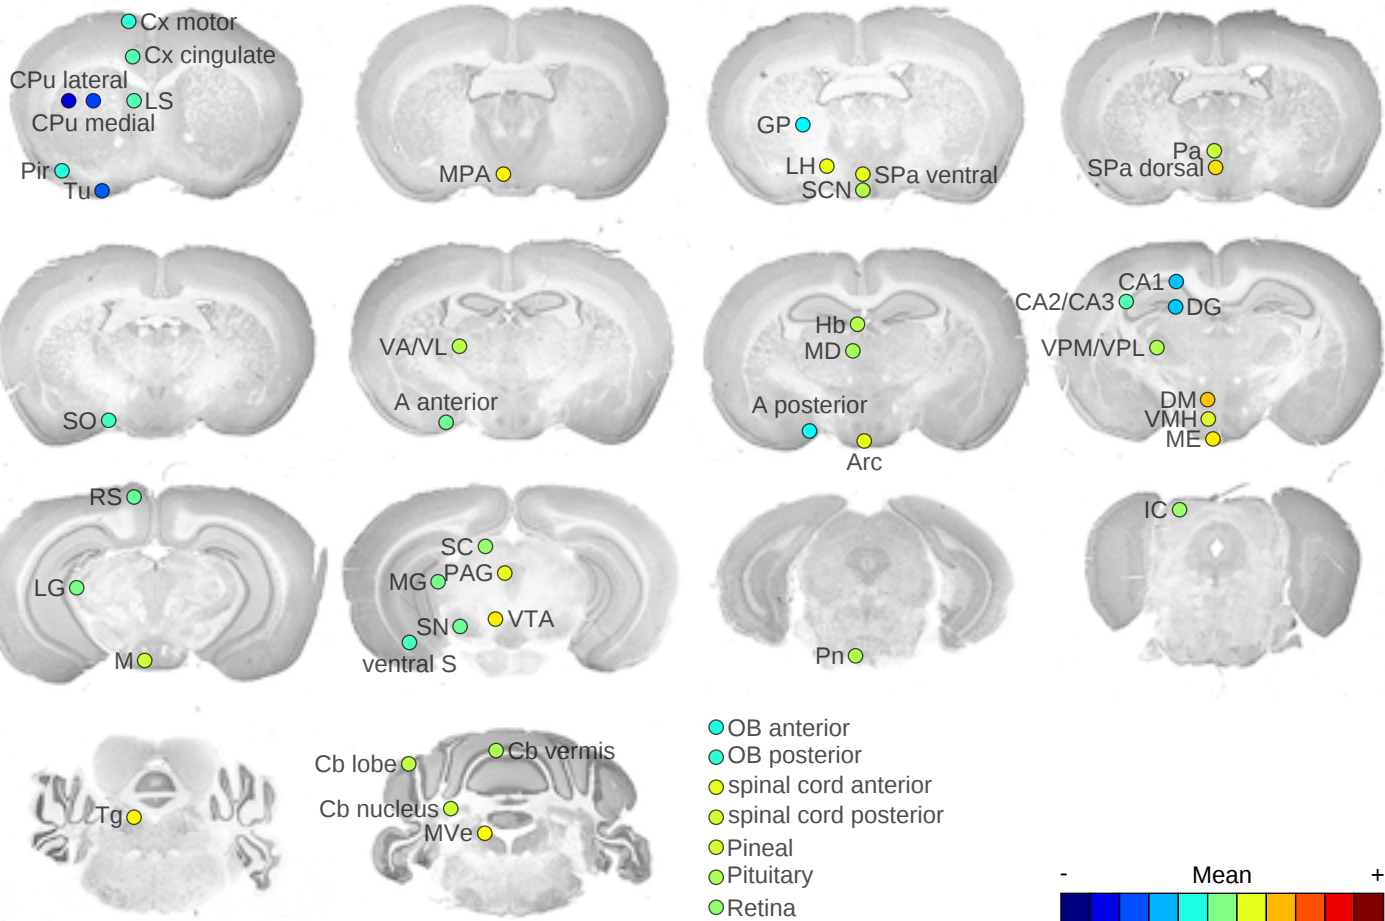 Cx motor
Cx cingulate
CPu lateral
LS
CPu medial
Pir
Tu
MPA
GP
LH
SPa ventral
SCN
Pa
SPa dorsal
SO
VA/VL
A anterior
Hb
MD
A posterior
Arc
CA1
CA2/CA3
DG
VPM/VPL
DM
VMH
ME
RS
LG
M
SC
MG
PAG
SN
VTA
ventral S
Pn
IC
Tg
Cb lobe
Cb vermis
Cb nucleus
MVe
OB anterior
OB posterior
spinal cord anterior
spinal cord posterior
Pineal
Pituitary
Retina
- Mean +